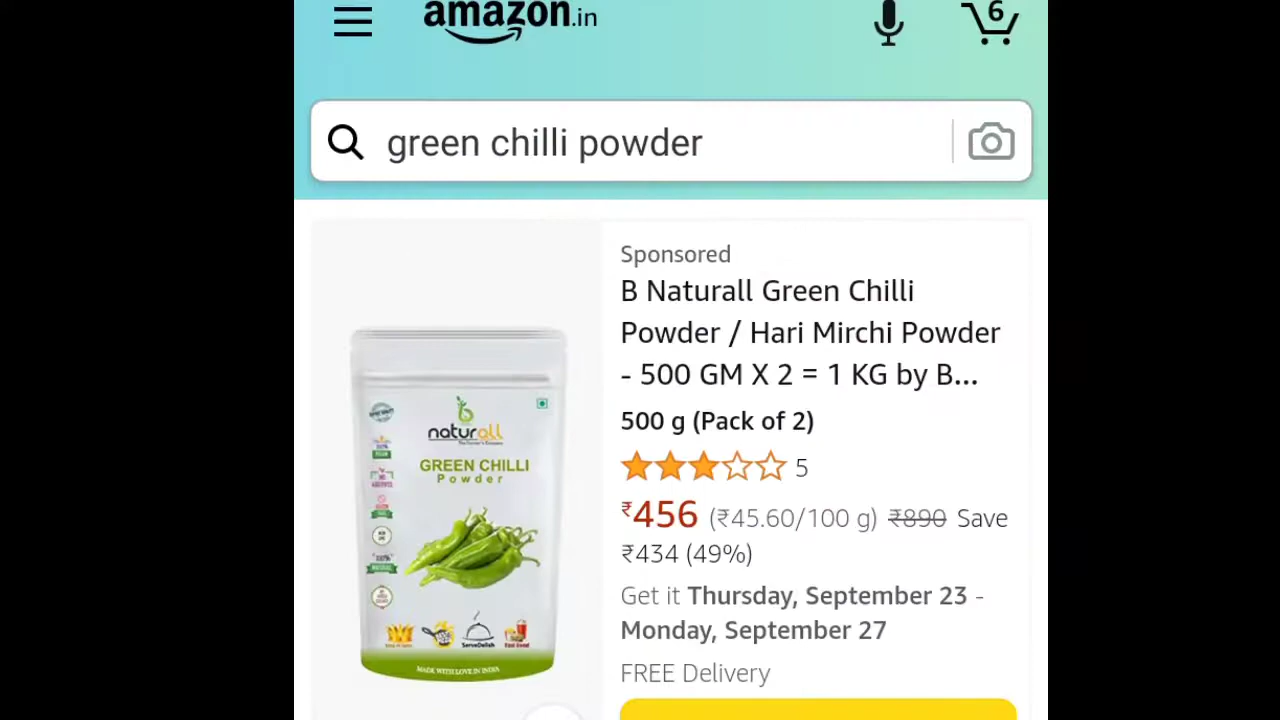 amazon.in
6
green chilli powder
Sponsored
B Naturall Green Chilli
Powder / Hari Mirchi Powder
- 500 GM X 2 = 1 KG by B...
500 g (Pack of 2)
5
₹456 (₹45.60/100 g) ₹890 Save
₹434 (49%)
Get it Thursday, September 23 -
Monday, September 27
FREE Delivery
naturall
GREEN CHILLI
Powder
ServeDelish
MADE WITH LOVE IN INDIA